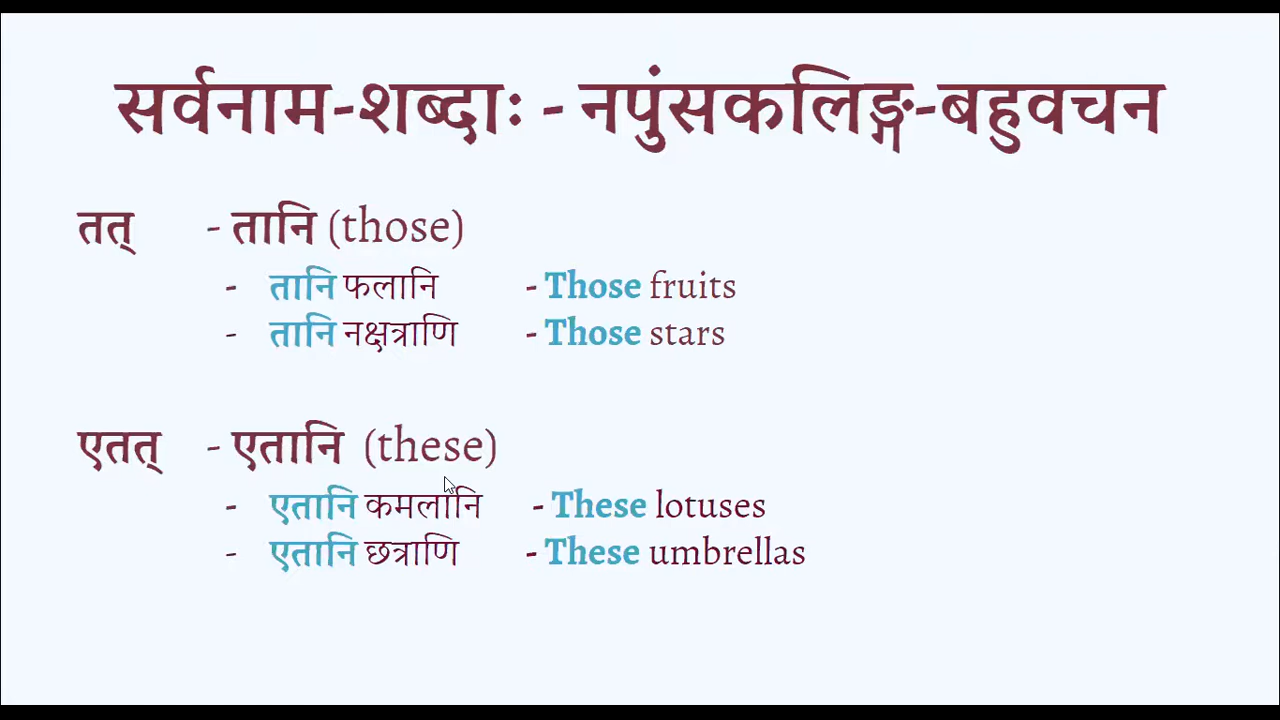 सर्वनाम-शब्दाः - नपुंसकलिङ्ग-बहुवचन
तत् - तानि (those)
- तानि फलानि - Those fruits
- तानि नक्षत्राणि - Those stars
एतत् - एतानि (these)
- एतानि कमलानि - These lotuses
- एतानि छत्राणि - These umbrellas